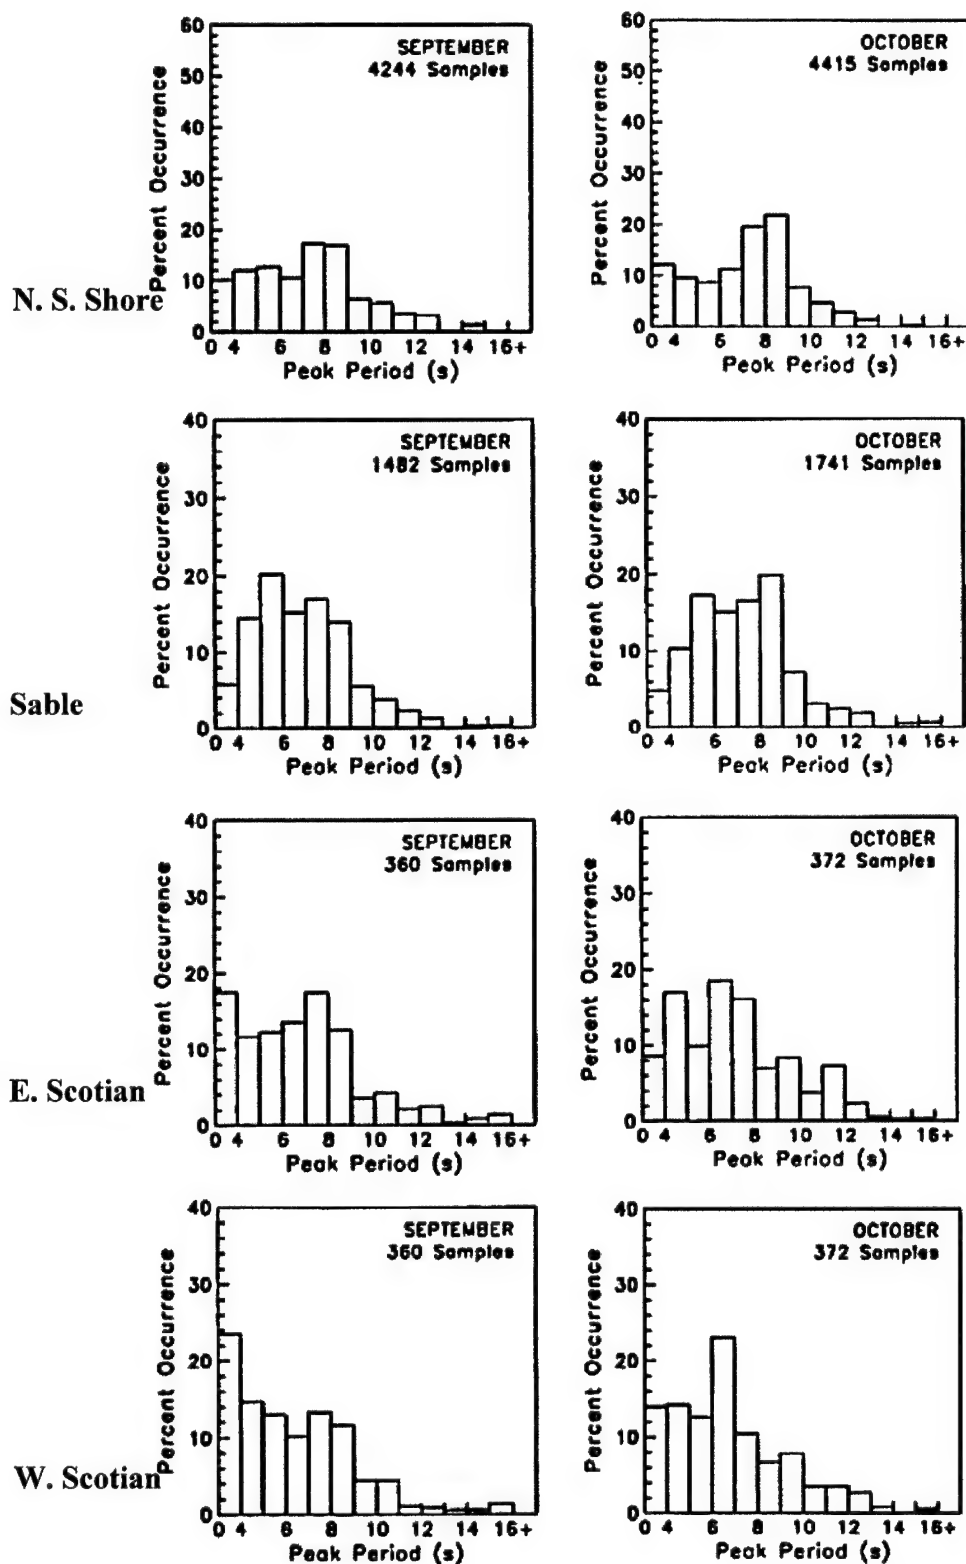 60
50
40
30
20
10
0
Percent Occurrence
SEPTEMBER
4244 Samples
0 4 6 8 10 12 14 16+
Peak Period (s)
60
50
40
30
20
10
0
Percent Occurrence
OCTOBER
4415 Samples
0 4 6 8 10 12 14 16+
Peak Period (s)
N. S. Shore
40
30
20
10
0
Percent Occurrence
SEPTEMBER
1482 Samples
0 4 6 8 10 12 14 16+
Peak Period (s)
40
30
20
10
0
Percent Occurrence
OCTOBER
1741 Samples
0 4 6 8 10 12 14 16+
Peak Period (s)
Sable
40
30
20
10
0
Percent Occurrence
SEPTEMBER
360 Samples
0 4 6 8 10 12 14 16+
Peak Period (s)
40
30
20
10
0
Percent Occurrence
OCTOBER
372 Samples
0 4 6 8 10 12 14 16+
Peak Period (s)
E. Scotian
40
30
20
10
0
Percent Occurrence
SEPTEMBER
360 Samples
0 4 6 8 10 12 14 16+
Peak Period (s)
40
30
20
10
0
Percent Occurrence
OCTOBER
372 Samples
0 4 6 8 10 12 14 16+
Peak Period (s)
W. Scotian